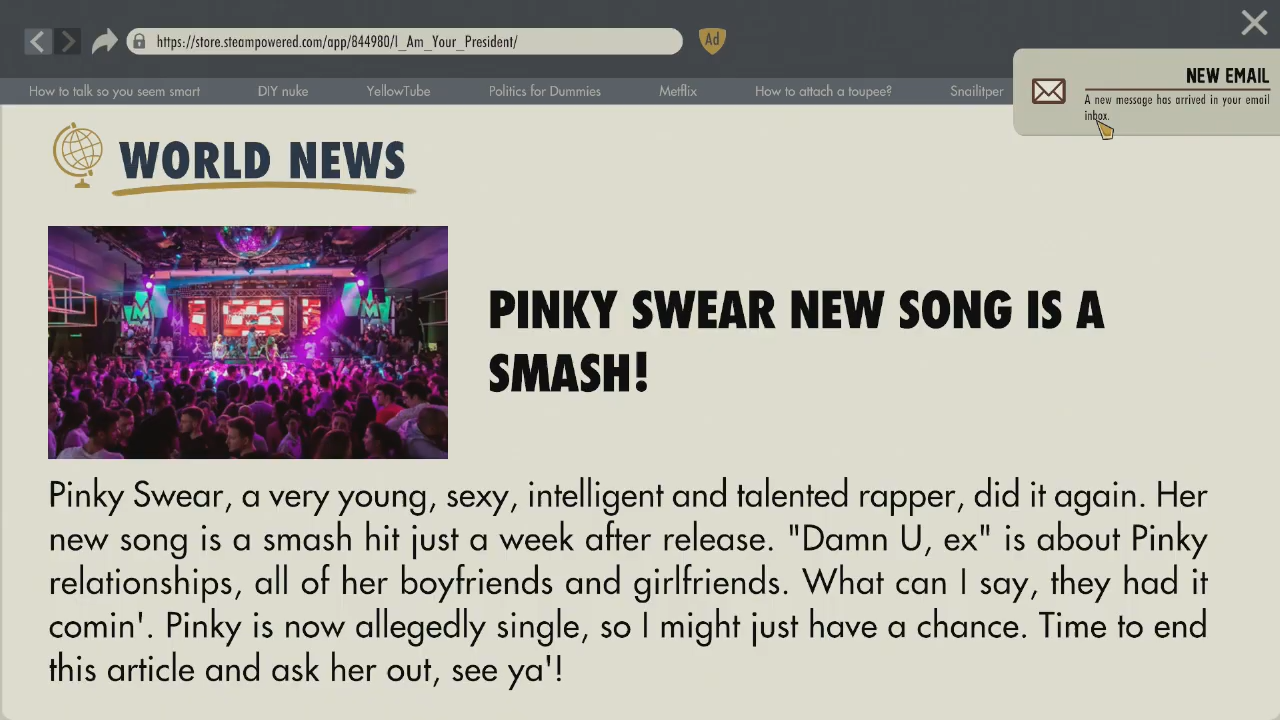 https://store.steampowered.com/app/844980/I_Am_Your_President/
Ad
NEW EMAIL
A new message has arrived in your email
inbox.
How to talk so you seem smart
DIY nuke
YellowTube
Politics for Dummies
Metflix
How to attach a toupee?
Snailitper
WORLD NEWS
PINKY SWEAR NEW SONG IS A
SMASH!
Pinky Swear, a very young, sexy, intelligent and talented rapper, did it again. Her
new song is a smash hit just a week after release. "Damn U, ex" is about Pinky
relationships, all of her boyfriends and girlfriends. What can I say, they had it
comin'. Pinky is now allegedly single, so I might just have a chance. Time to end
this article and ask her out, see ya'!